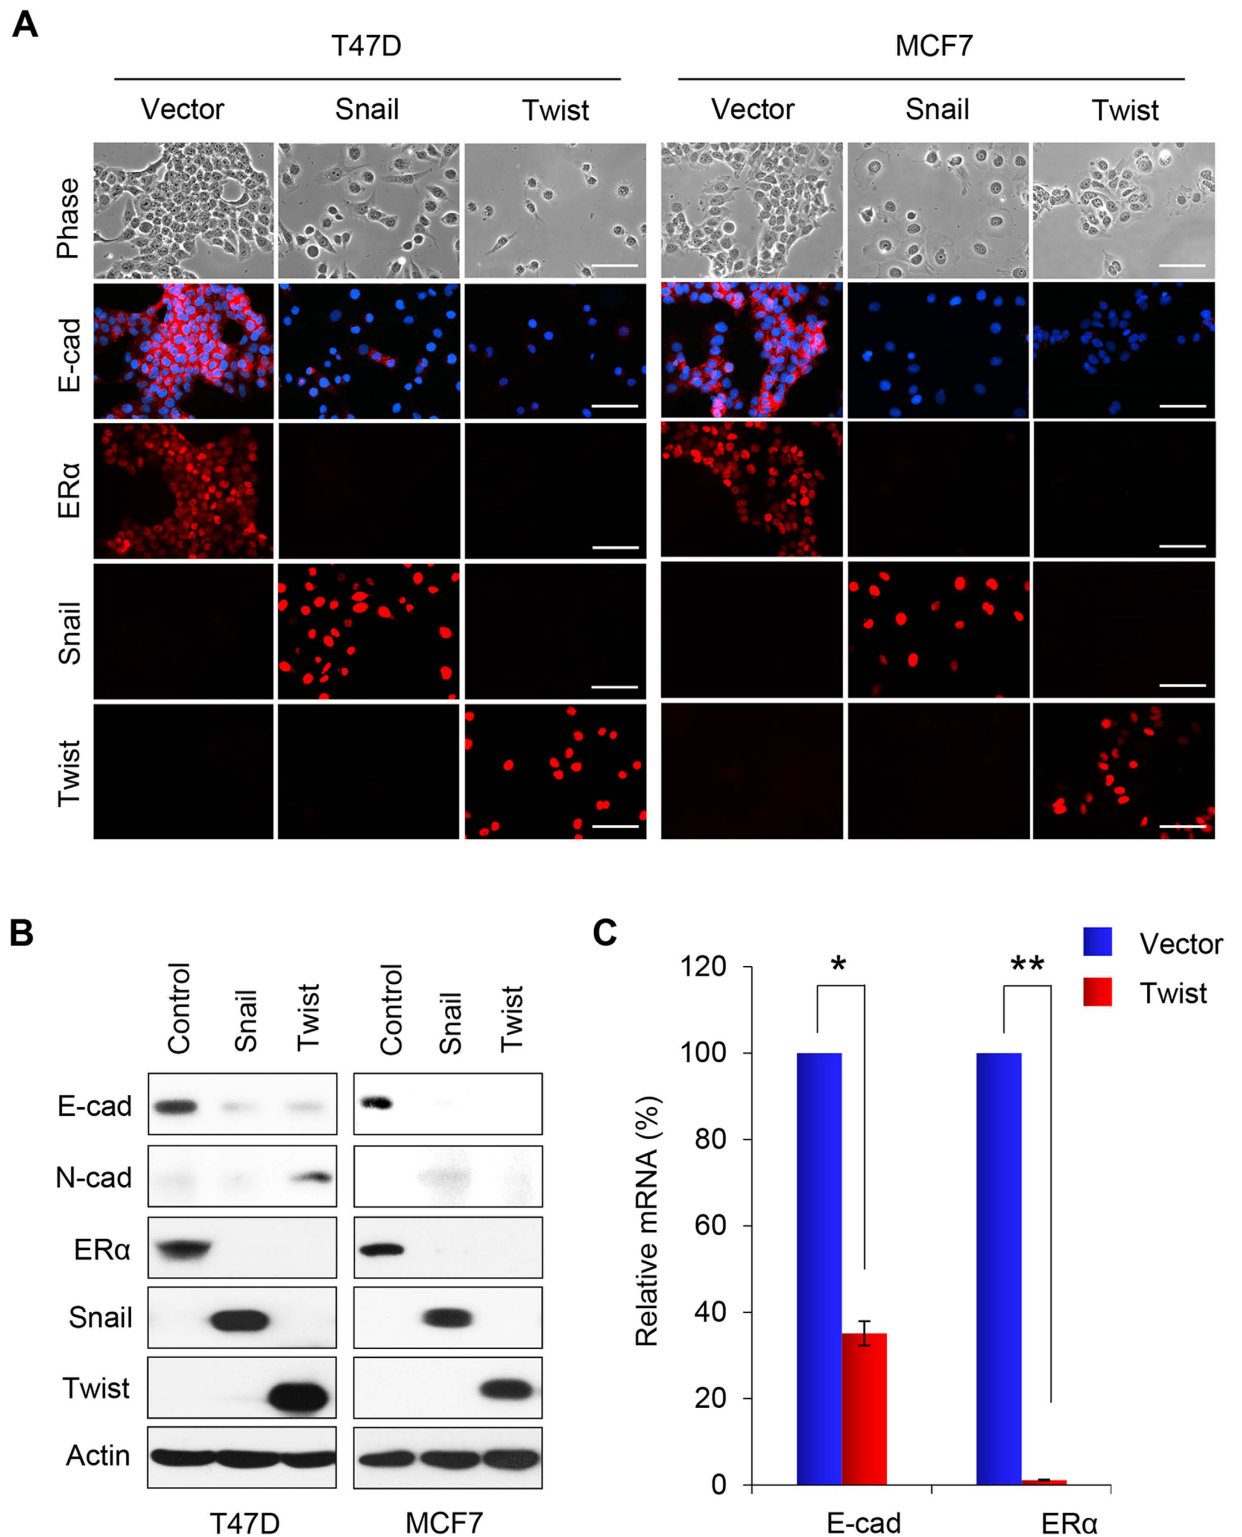 A
T47D
MCF7
Vector
Snail
Twist
Vector
Snail
Twist
Phase
E-cad
ERα
Snail
Twist
B
Control
Snail
Twist
Control
Snail
Twist
E-cad
N-cad
ERα
Snail
Twist
Actin
T47D
MCF7
C
Vector
Twist
Relative mRNA (%)
120
100
80
60
40
20
0
*
**
E-cad
ERα